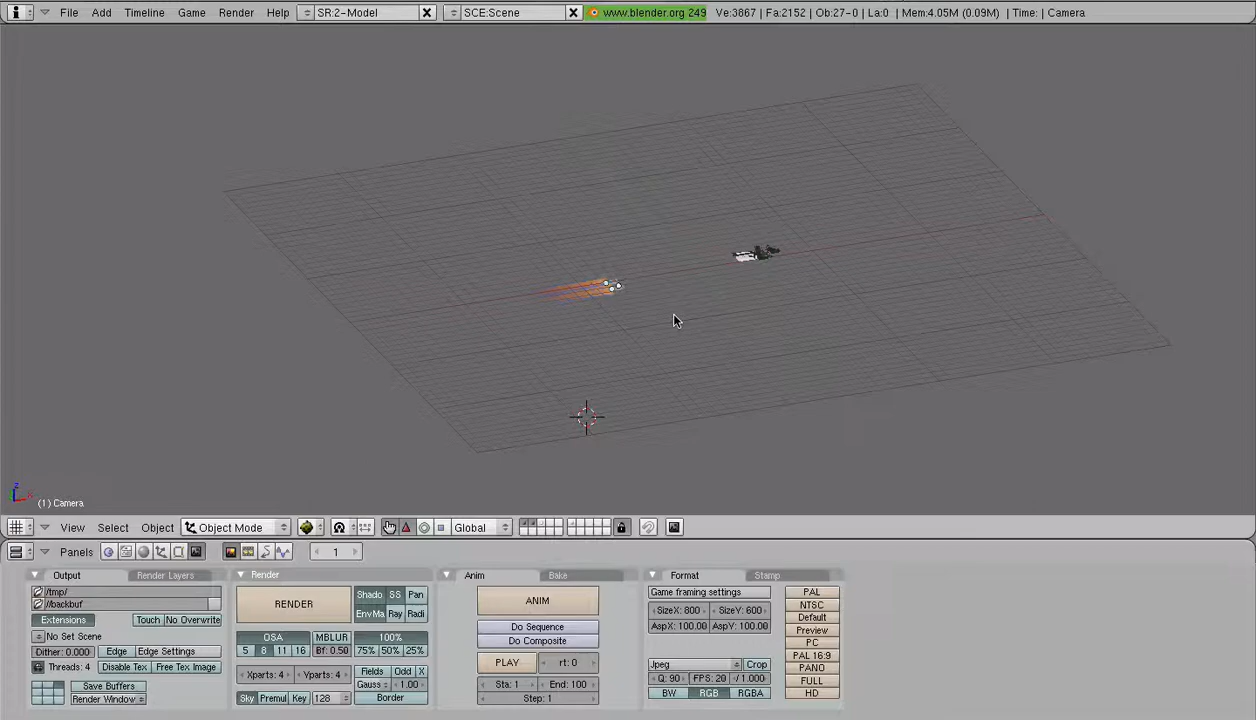 File Add Timeline Game Render Help SR:2-Model SCE:Scene www.blender.org 249 Ve:3867 | Fa:2152 | Ob:27-0 | La:0 | Mem:4.05M (0.09M) | Time: | Camera
z
x
(1) Camera
View Select Object Object Mode Global
Panels 1
Output Render Layers Render Anim Bake Format Stamp
/tmp/
//backbuf
Extensions Touch No Overwrite
No Set Scene
Dither: 0.000 Edge Edge Settings
Threads: 4 Disable Tex Free Tex Image
Save Buffers
Render Window
RENDER
Shado SS Pan
EnvMa Ray Radi
OSA MBLUR 100%
5 8 11 16 Bf: 0.50 75% 50% 25%
Xparts: 4 Yparts: 4 Fields Odd X
Gauss 1.00
Sky Premul Key 128 Border
ANIM
Do Sequence
Do Composite
PLAY rt: 0
Sta: 1 End: 100
Step: 1
Game framing settings
SizeX: 800 SizeY: 600
AspX: 100.00 AspY: 100.00
Jpeg Crop
Q: 90 FPS: 20 /1.000
BW RGB RGBA
PAL
NTSC
Default
Preview
PC
PAL 16:9
PANO
FULL
HD